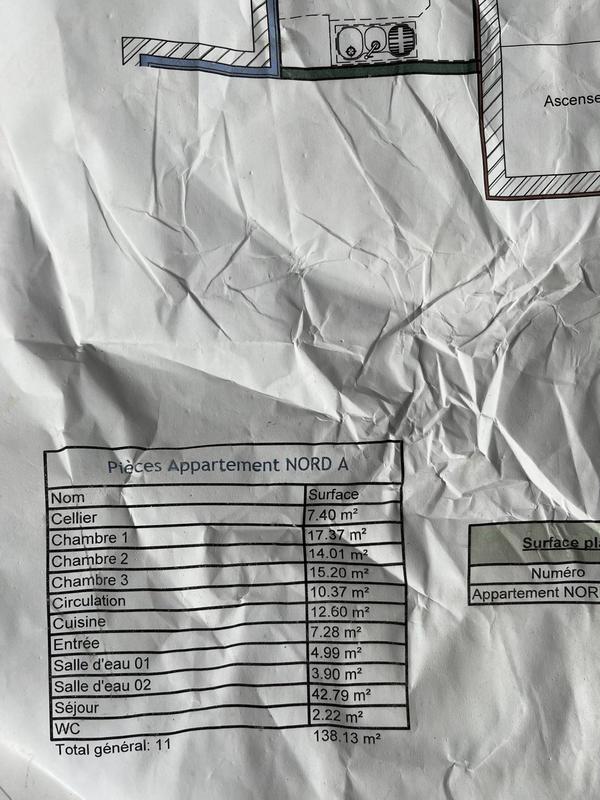 Ascense
Pièces Appartement NORD A
Nom Surface
Cellier 7.40 m²
Chambre 1 17.37 m²
Chambre 2 14.01 m²
Chambre 3 15.20 m²
Circulation 10.37 m²
Cuisine 12.60 m²
Entrée 7.28 m²
Salle d'eau 01 4.99 m²
Salle d'eau 02 3.90 m²
Séjour 42.79 m²
WC 2.22 m²
Total général: 11 138.13 m²
Surface pla
Numéro
Appartement NOR